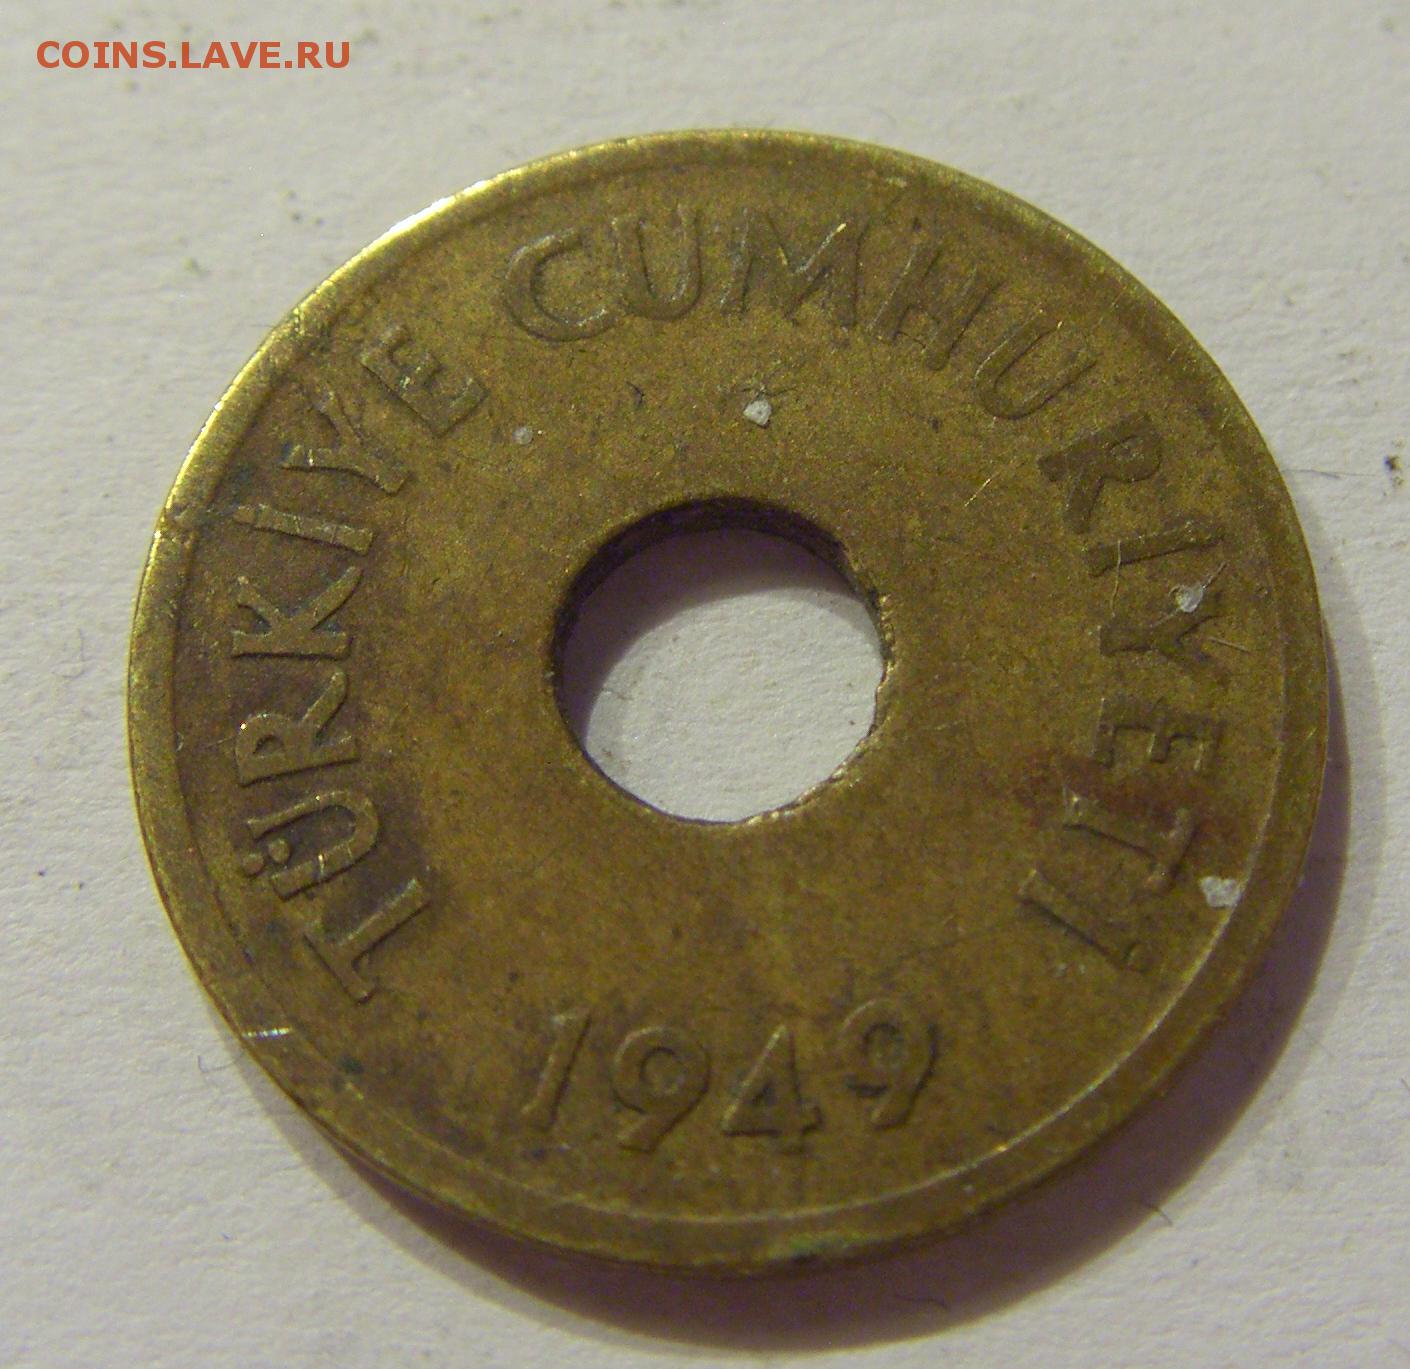 COINS.LAVE.RU
TÜRKİYE CUMHURİYETİ
1949